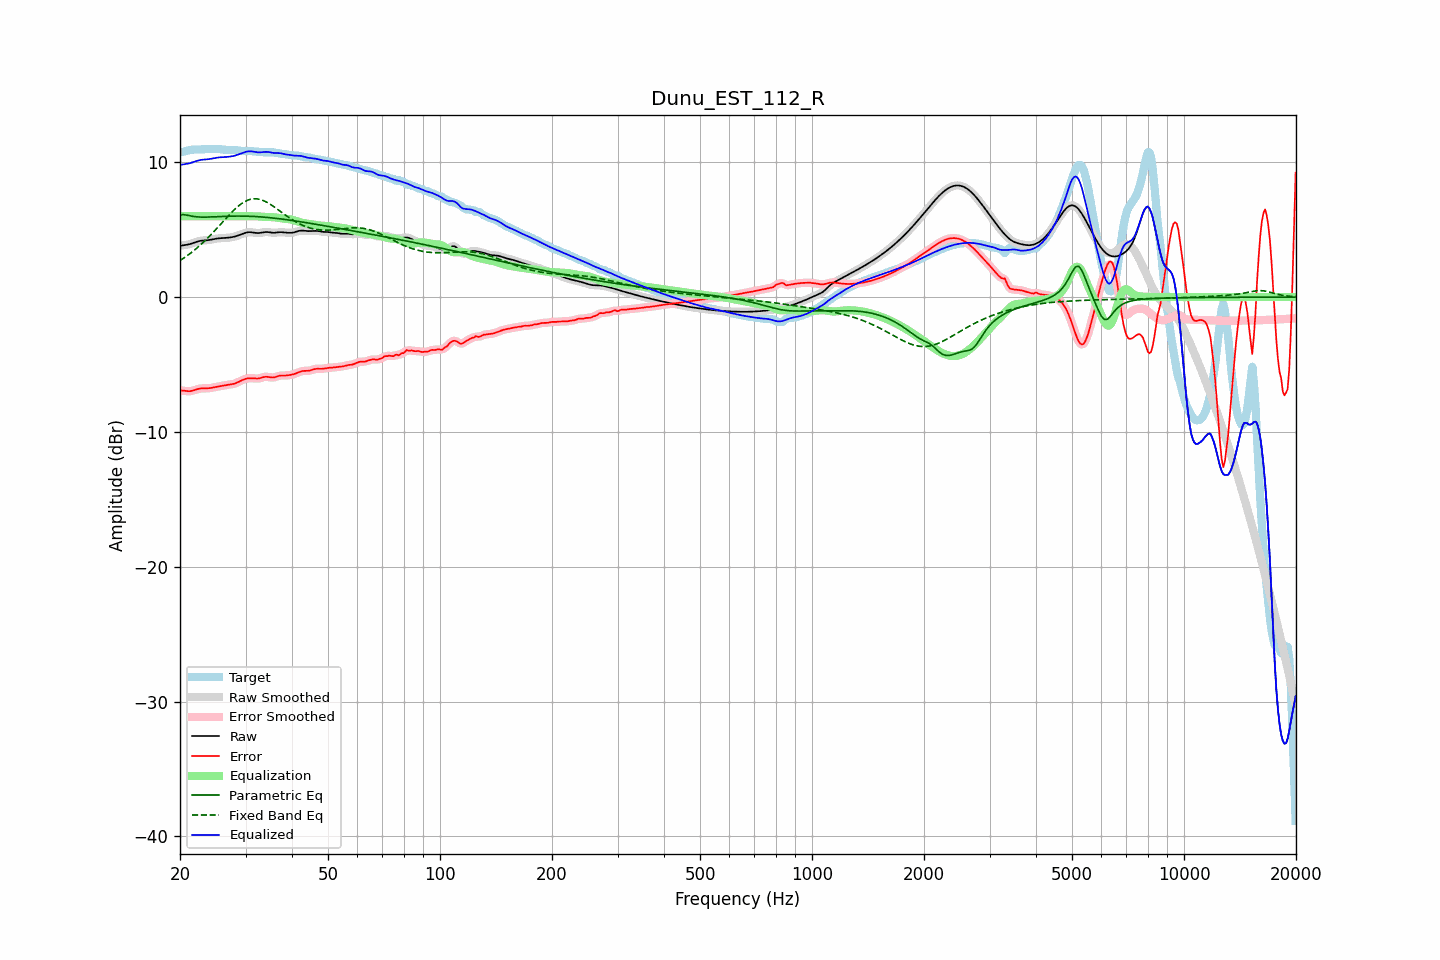 Dunu_EST_112_R
Amplitude (dBr)
10
0
−10
−20
−30
−40
Target
Raw Smoothed
Error Smoothed
Raw
Error
Equalization
Parametric Eq
Fixed Band Eq
Equalized
20 50 100 200 500 1000 2000 5000 10000 20000
Frequency (Hz)